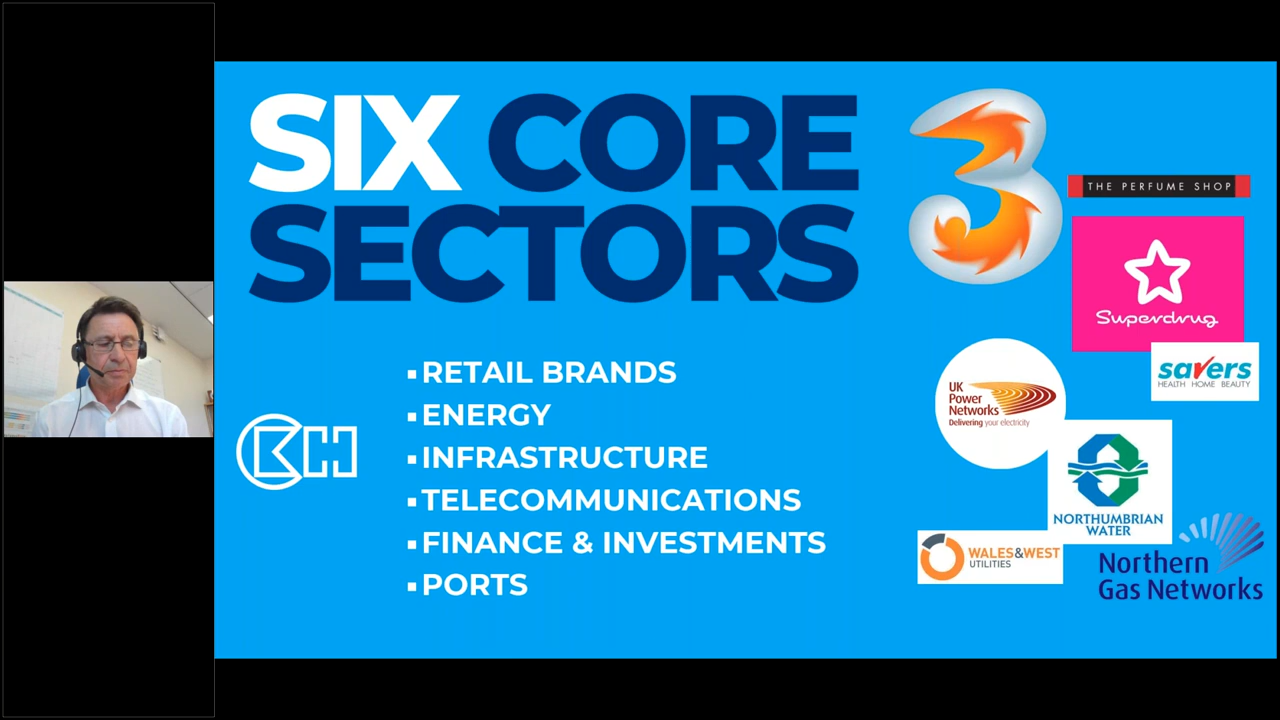 SIX CORE
SECTORS
3
THE PERFUME SHOP
Superdrug
savers
HEALTH HOME BEAUTY
RETAIL BRANDS
ENERGY
INFRASTRUCTURE
TELECOMMUNICATIONS
FINANCE & INVESTMENTS
PORTS
CKH
UK
Power
Networks
Delivering your electricity
NORTHUMBRIAN
WATER
WALES&WEST
UTILITIES
Northern
Gas Networks